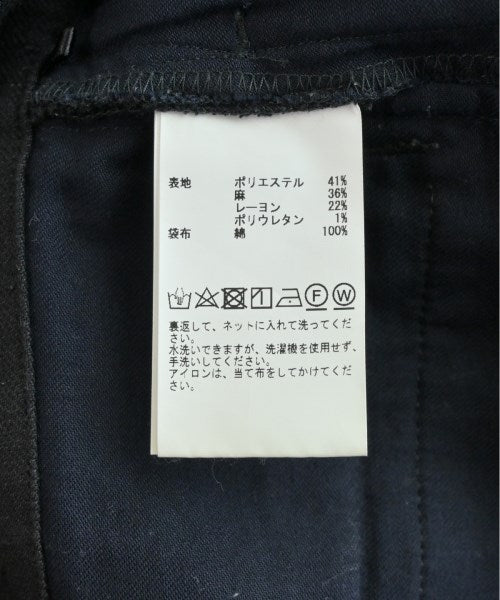 表地 ポリエステル 41%
麻 36%
レーヨン 22%
ポリウレタン 1%
袋布 綿 100%
F W
裏返して、ネットに入れて洗ってくだ
さい。
水洗いできますが、洗濯機を使用せず、
手洗いしてください。
アイロンは、当て布をしてかけてくだ
さい。